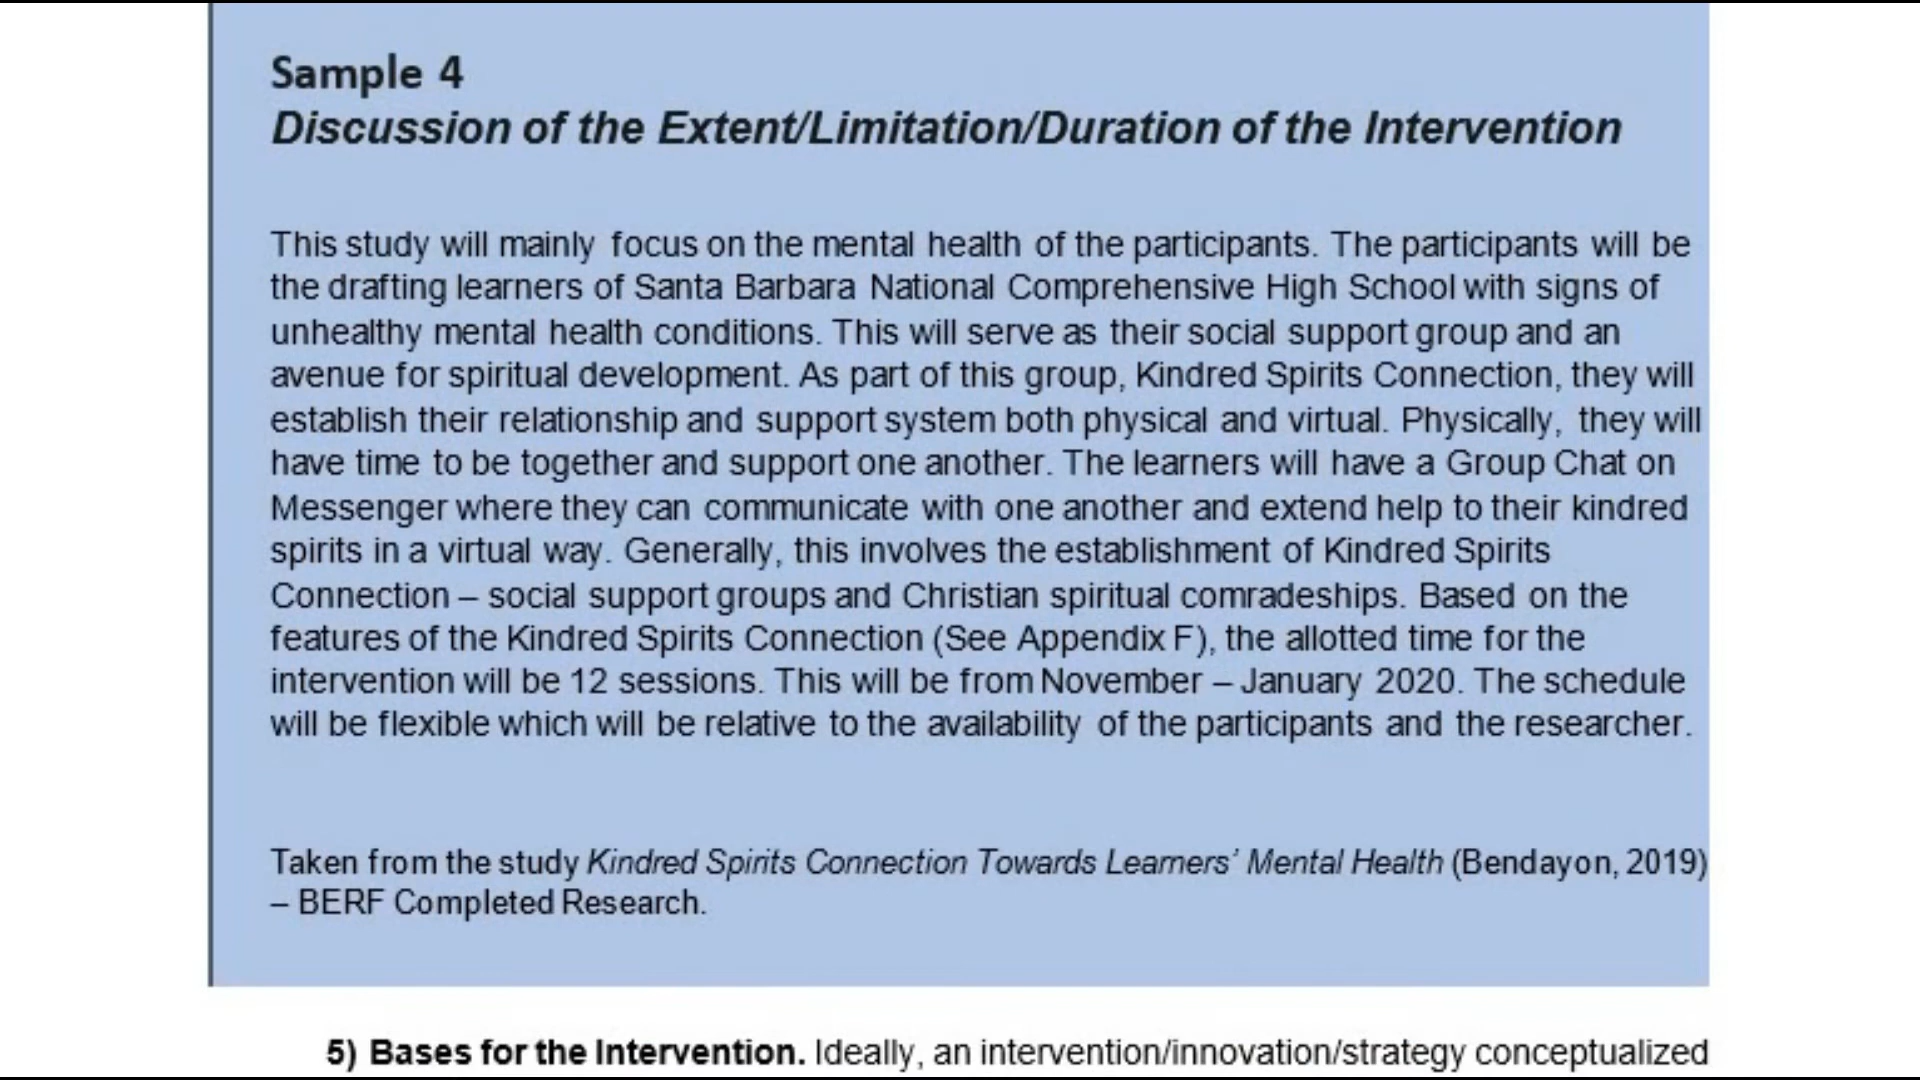 Sample 4
Discussion of the Extent/Limitation/Duration of the Intervention
This study will mainly focus on the mental health of the participants. The participants will be
the drafting learners of Santa Barbara National Comprehensive High School with signs of
unhealthy mental health conditions. This will serve as their social support group and an
avenue for spiritual development. As part of this group, Kindred Spirits Connection, they will
establish their relationship and support system both physical and virtual. Physically, they will
have time to be together and support one another. The learners will have a Group Chat on
Messenger where they can communicate with one another and extend help to their kindred
spirits in a virtual way. Generally, this involves the establishment of Kindred Spirits
Connection – social support groups and Christian spiritual comradeships. Based on the
features of the Kindred Spirits Connection (See Appendix F), the allotted time for the
intervention will be 12 sessions. This will be from November – January 2020. The schedule
will be flexible which will be relative to the availability of the participants and the researcher.
Taken from the study Kindred Spirits Connection Towards Learners’ Mental Health (Bendayon, 2019)
– BERF Completed Research.
5) Bases for the Intervention. Ideally, an intervention/innovation/strategy conceptualized